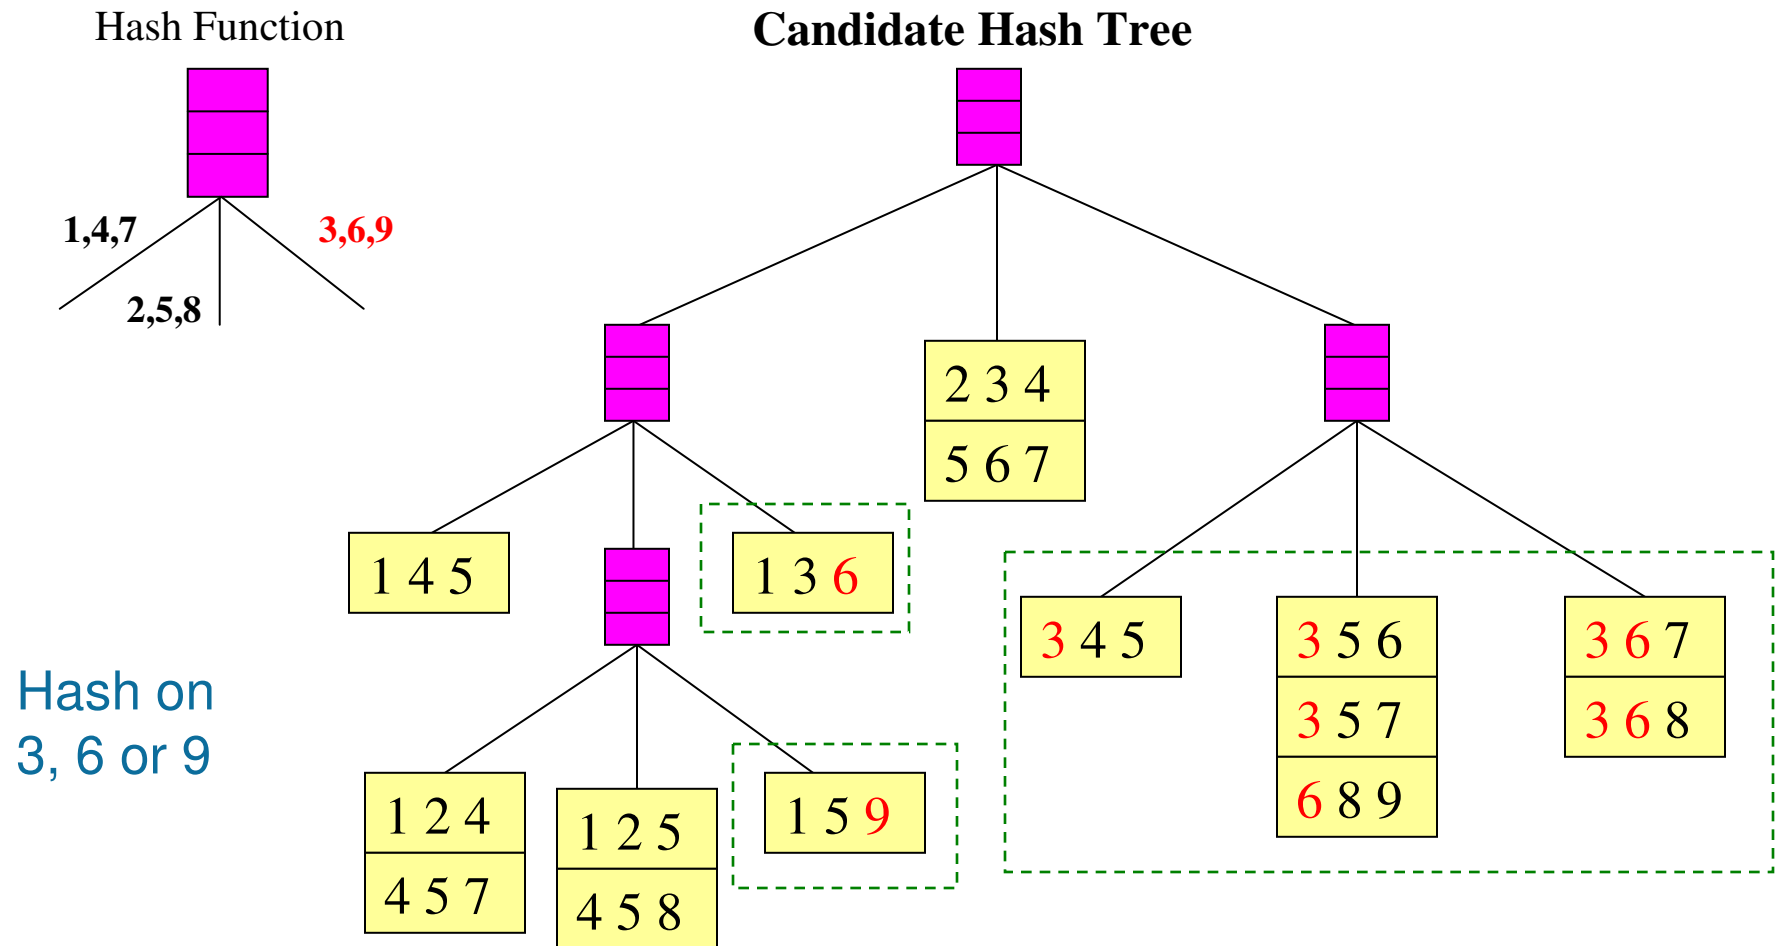 Hash Function
Candidate Hash Tree
1,4,7
2,5,8
3,6,9
2 3 4
5 6 7
1 4 5
1 3 6
3 4 5
3 5 6
3 5 7
6 8 9
3 6 7
3 6 8
Hash on
3, 6 or 9
1 2 4
4 5 7
1 2 5
4 5 8
1 5 9